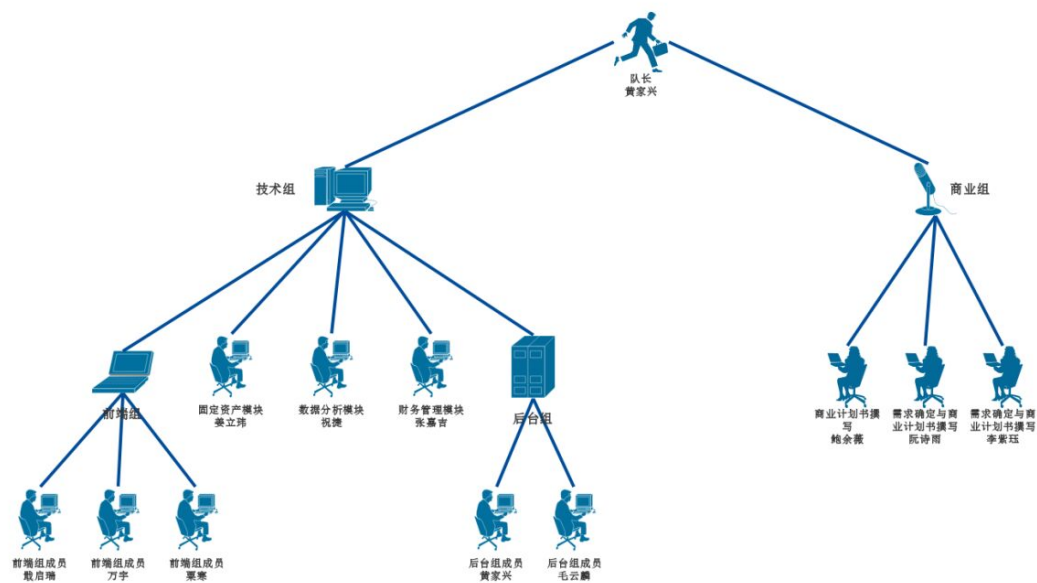 队长
黄家兴
技术组
商业组
前端组
固定资产模块
姜立玮
数据分析模块
祝捷
财务管理模块
张嘉吉
后台组
商业计划书撰
写
鲍余薇
需求确定与商
业计划书撰写
阮诗雨
需求确定与商
业计划书撰写
李紫珏
前端组成员
戢启瑞
前端组成员
万宇
前端组成员
栗寒
后台组成员
黄家兴
后台组成员
毛云麟